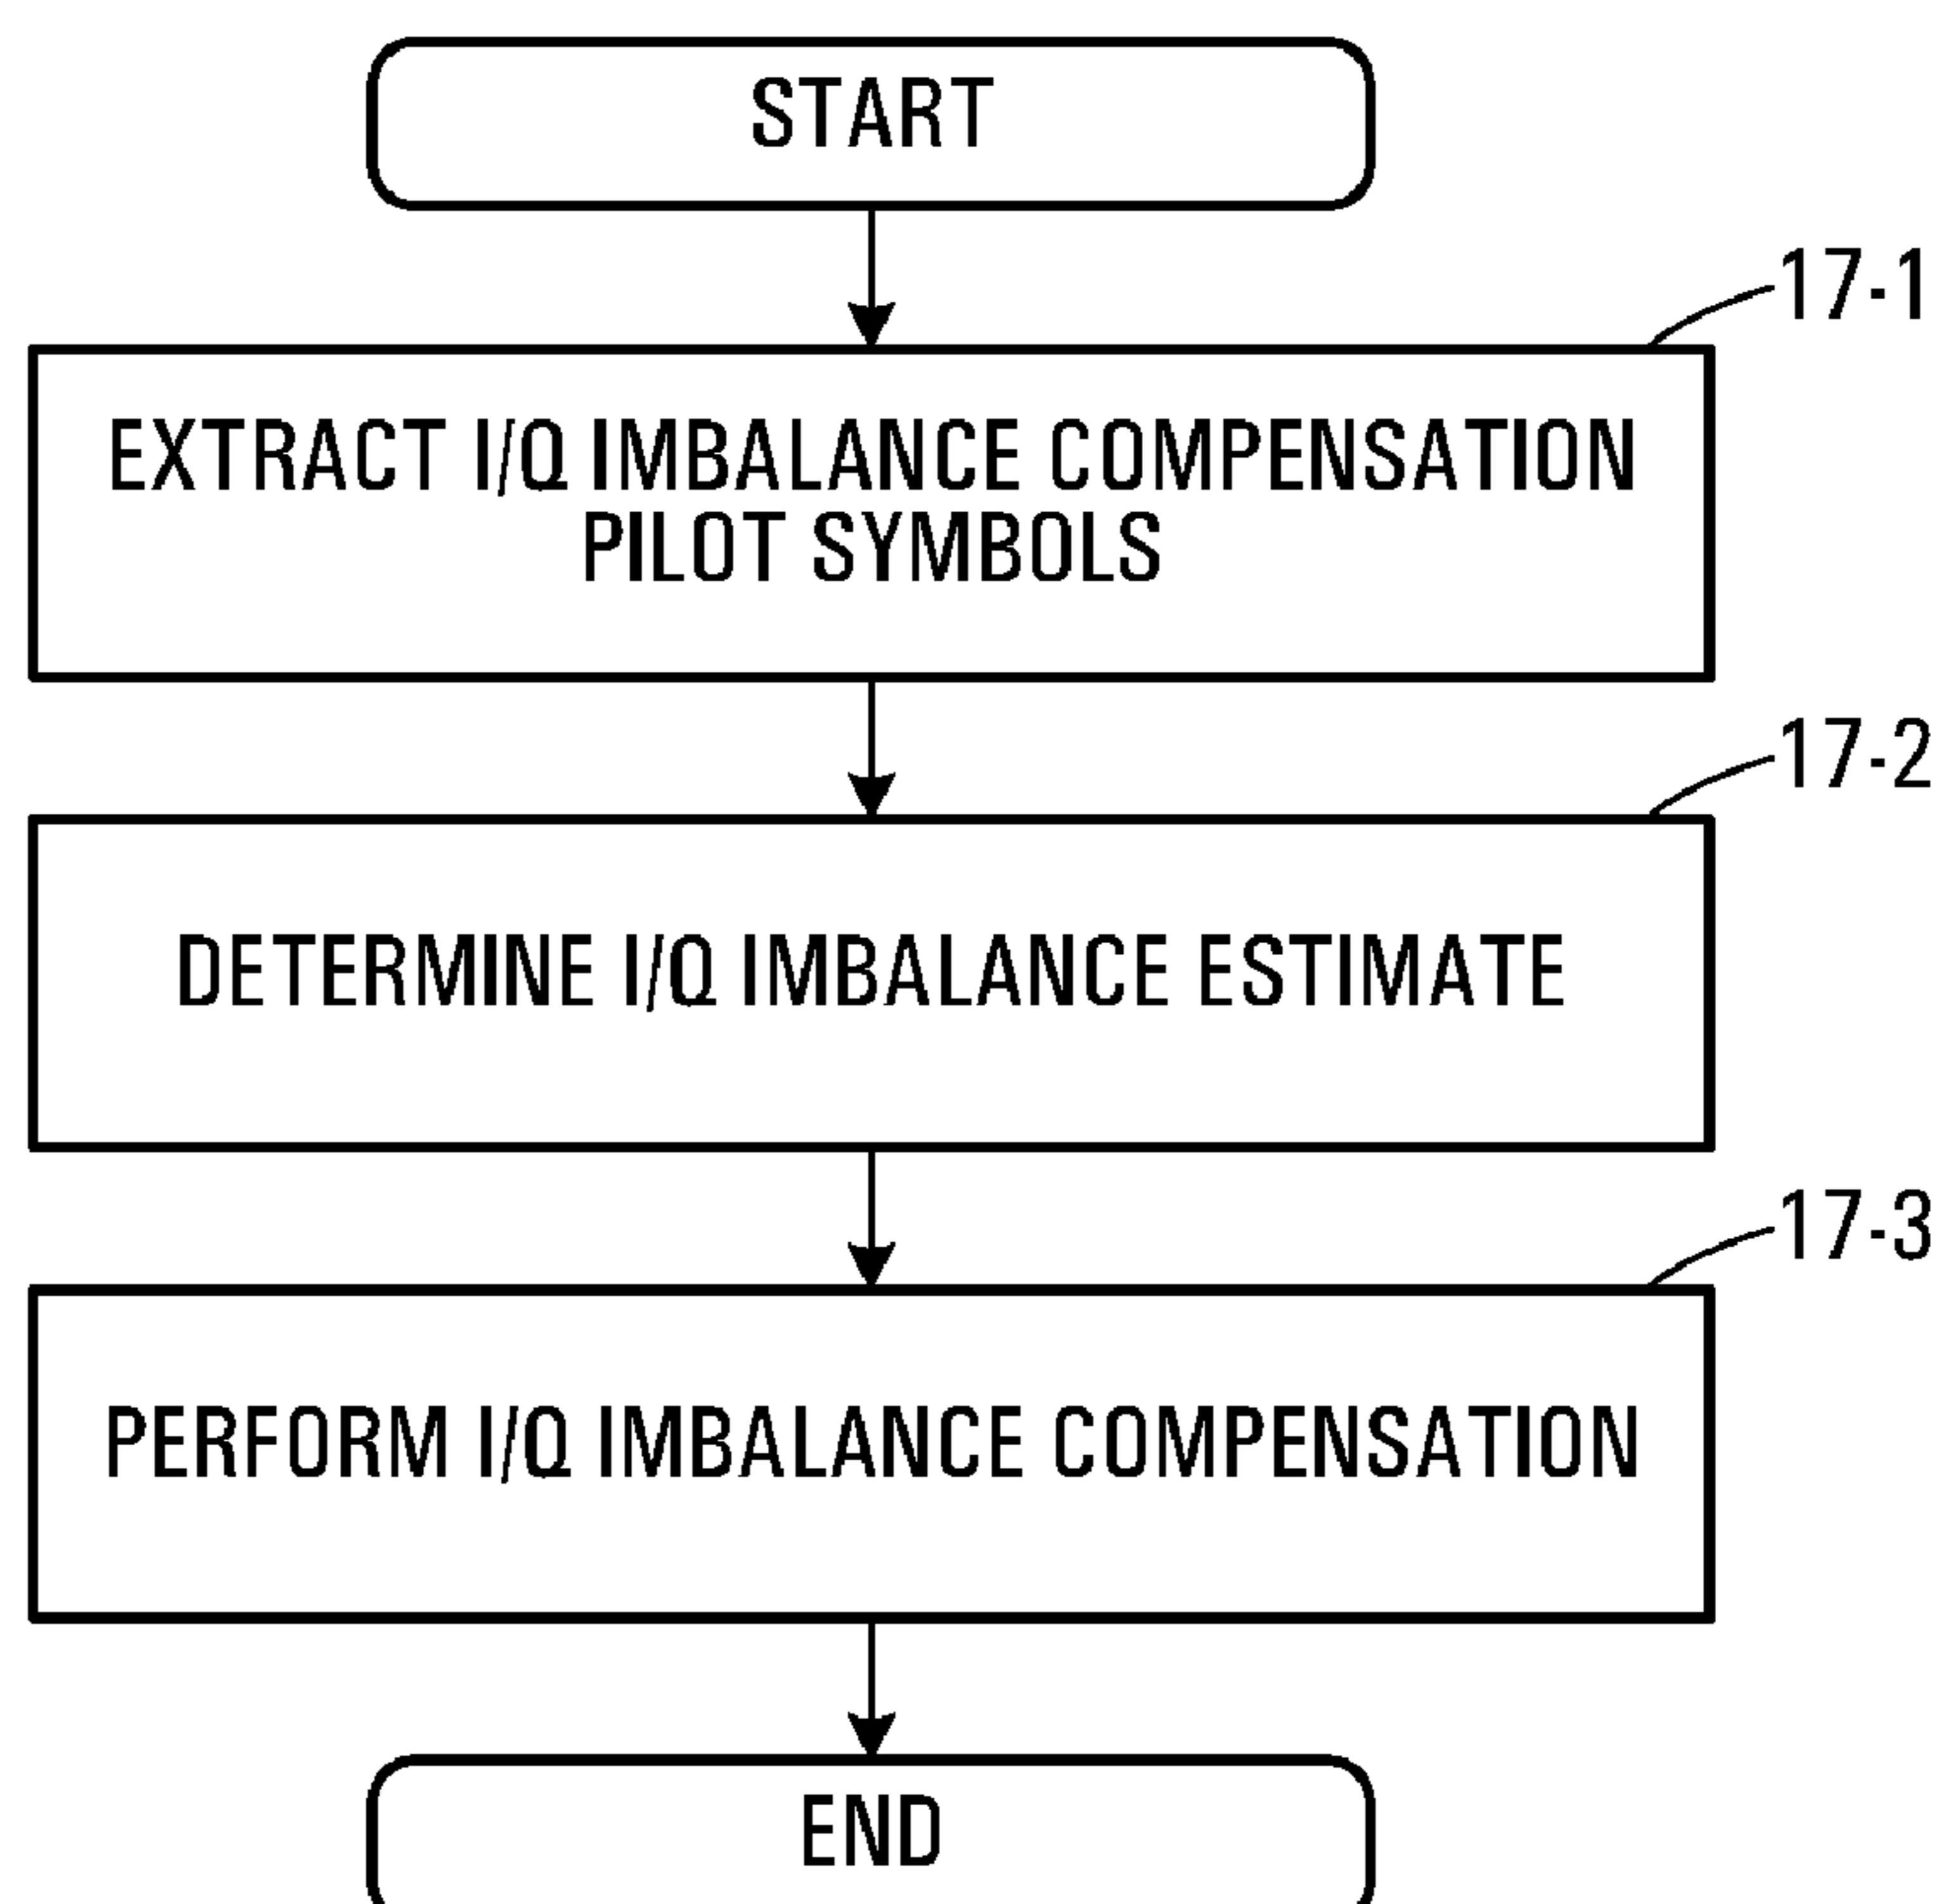 START
17-1
EXTRACT I/Q IMBALANCE COMPENSATION
PILOT SYMBOLS
17-2
DETERMINE I/Q IMBALANCE ESTIMATE
17-3
PERFORM I/Q IMBALANCE COMPENSATION
END